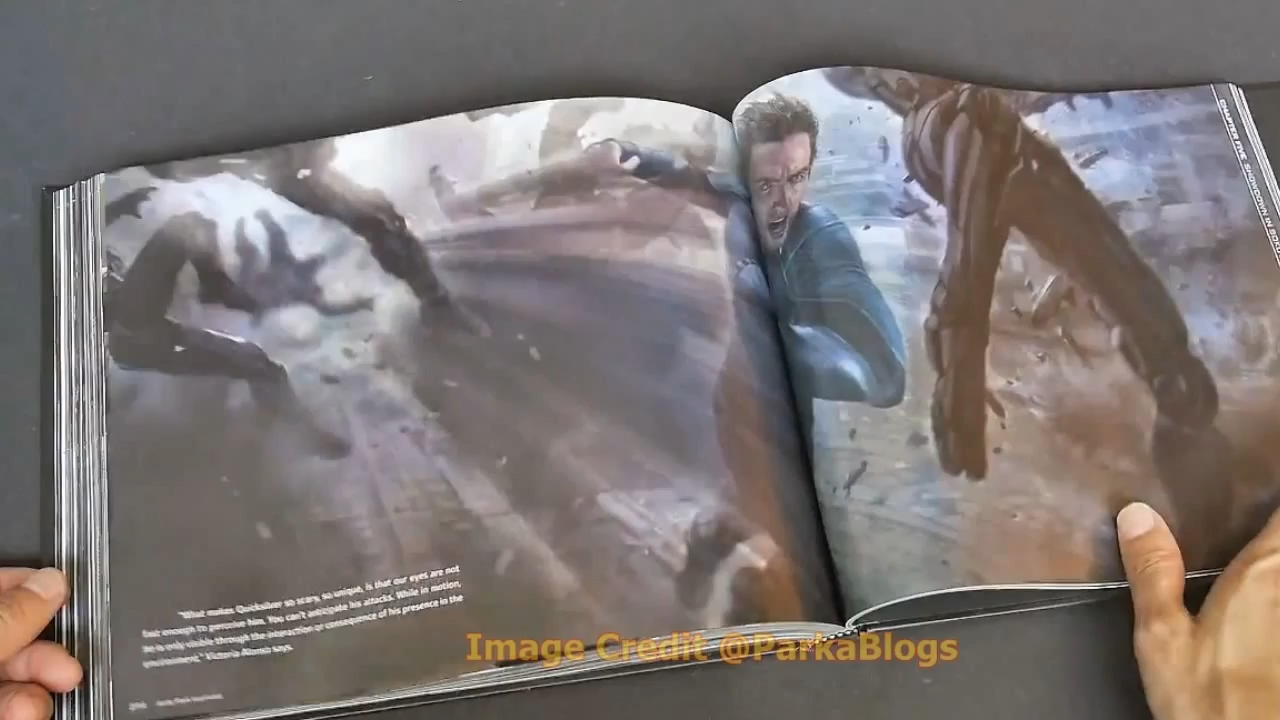 "What makes Quicksilver so scary, so unique, is that our eyes are not
fast enough to perceive him. You can't anticipate his attacks. While in motion,
he is only visible through the interaction or consequence of his presence in the
environment," Victoria Alonso says.
CHAPTER FIVE: SHOWDOWN IN
Image Credit @ParkaBlogs